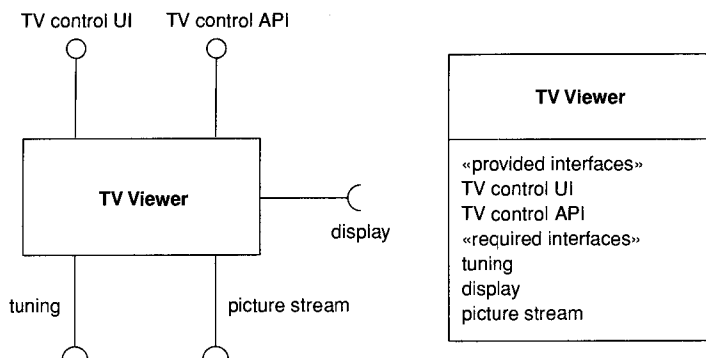 TV control UI
TV control API
TV Viewer
display
tuning
picture stream
TV Viewer
«provided interfaces»
TV control UI
TV control API
«required interfaces»
tuning
display
picture stream